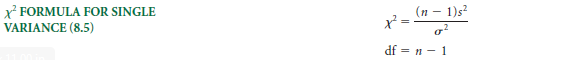 χ² FORMULA FOR SINGLE
VARIANCE (8.5)
χ² = (n − 1)s² / σ²
df = n − 1